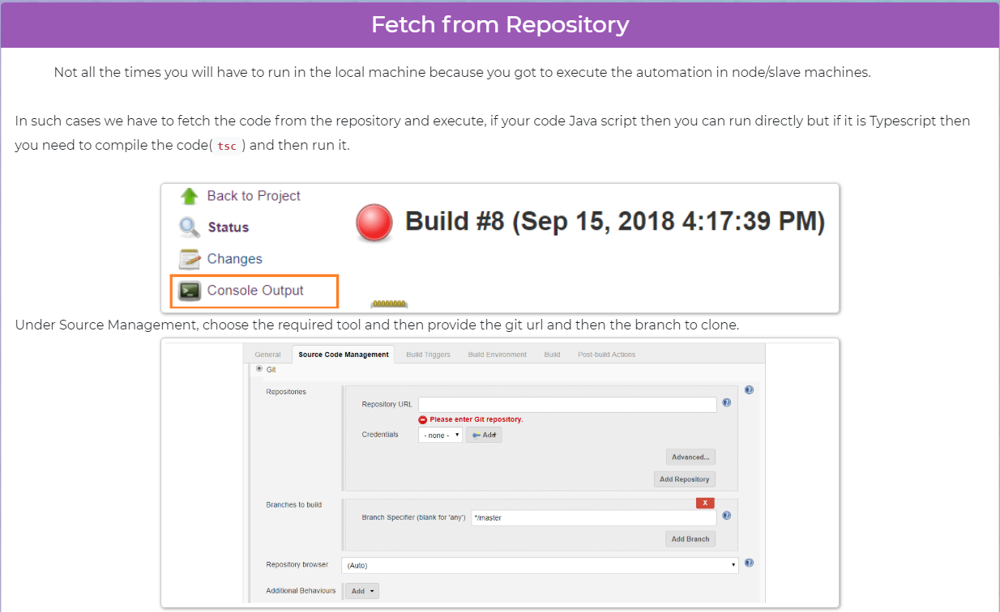 Fetch from Repository
Not all the times you will have to run in the local machine because you got to execute the automation in node/slave machines.
In such cases we have to fetch the code from the repository and execute, if your code Java script then you can run directly but if it is Typescript then
you need to compile the code( tsc ) and then run it.
Back to Project
Status
Changes
Console Output
Build #8 (Sep 15, 2018 4:17:39 PM)
Under Source Management, choose the required tool and then provide the git url and then the branch to clone.
General Source Code Management Build Triggers Build Environment Build Post-build Actions
Git
Repositories
Repository URL
Please enter Git repository.
Credentials - none - Add
Advanced...
Add Repository
Branches to build
X
Branch Specifier (blank for 'any') */master
Add Branch
Repository browser (Auto)
Additional Behaviours Add